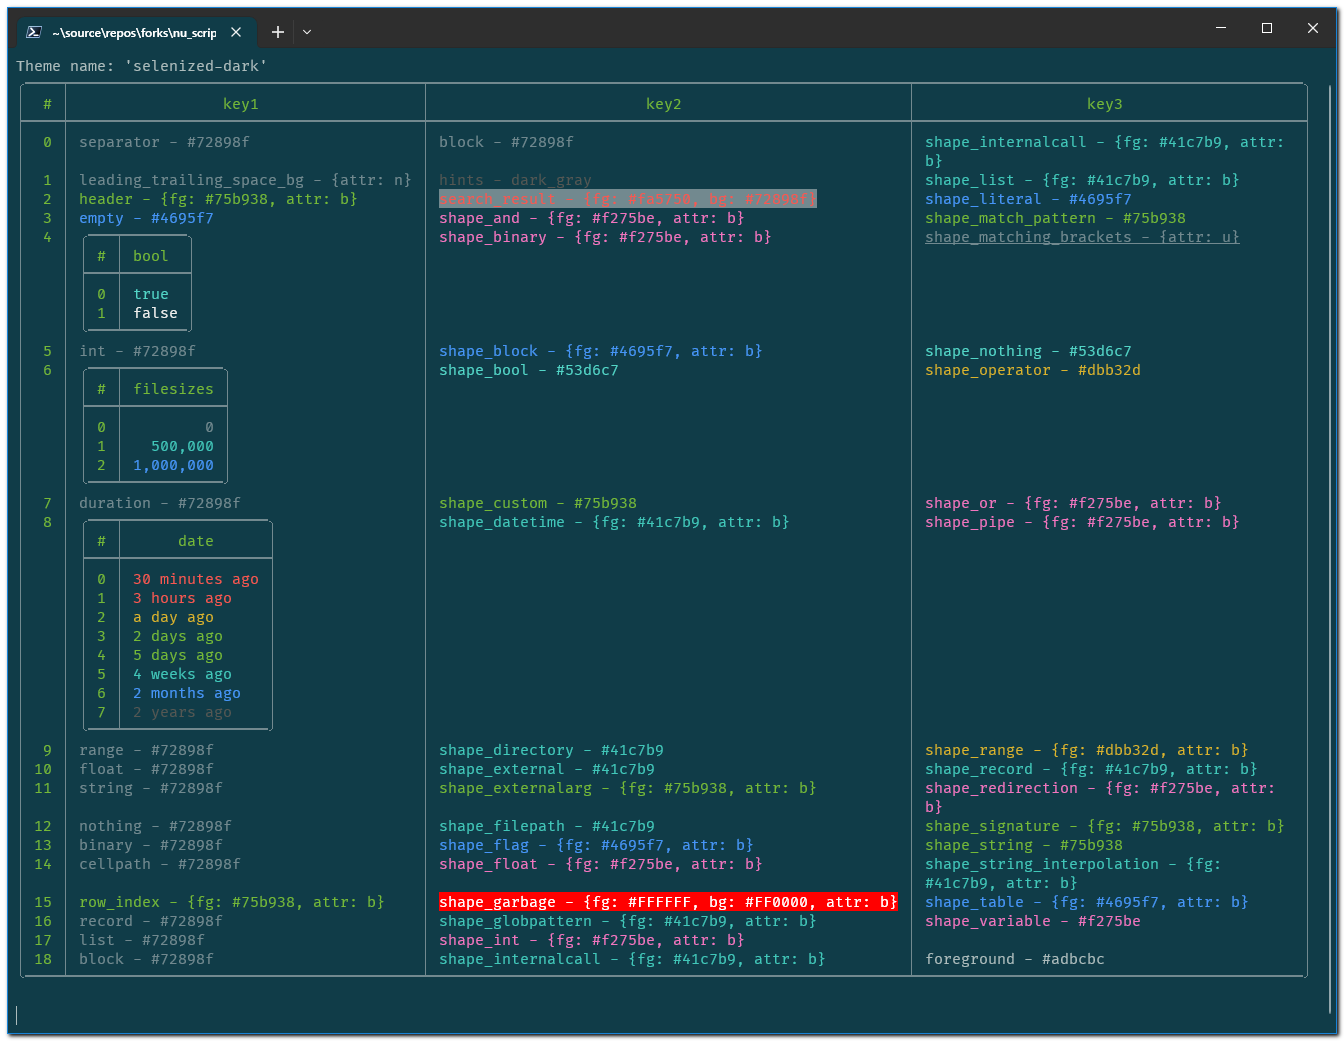 ~\source\repos\forks\nu_scrip
Theme name: 'selenized-dark'
# key1 key2 key3
0 separator - #72898f block - #72898f shape_internalcall - {fg: #41c7b9, attr:
b}
1 leading_trailing_space_bg - {attr: n} hints - dark_gray shape_list - {fg: #41c7b9, attr: b}
2 header - {fg: #75b938, attr: b} search_result - {fg: #fa5750, bg: #72898f} shape_literal - #4695f7
3 empty - #4695f7 shape_and - {fg: #f275be, attr: b} shape_match_pattern - #75b938
4 shape_binary - {fg: #f275be, attr: b} shape_matching_brackets - {attr: u}
# bool
0 true
1 false
5 int - #72898f shape_block - {fg: #4695f7, attr: b} shape_nothing - #53d6c7
6 shape_bool - #53d6c7 shape_operator - #dbb32d
# filesizes
0 0
1 500,000
2 1,000,000
7 duration - #72898f shape_custom - #75b938 shape_or - {fg: #f275be, attr: b}
8 shape_datetime - {fg: #41c7b9, attr: b} shape_pipe - {fg: #f275be, attr: b}
# date
0 30 minutes ago
1 3 hours ago
2 a day ago
3 2 days ago
4 5 days ago
5 4 weeks ago
6 2 months ago
7 2 years ago
9 range - #72898f shape_directory - #41c7b9 shape_range - {fg: #dbb32d, attr: b}
10 float - #72898f shape_external - #41c7b9 shape_record - {fg: #41c7b9, attr: b}
11 string - #72898f shape_externalarg - {fg: #75b938, attr: b} shape_redirection - {fg: #f275be, attr:
b}
12 nothing - #72898f shape_filepath - #41c7b9 shape_signature - {fg: #75b938, attr: b}
13 binary - #72898f shape_flag - {fg: #4695f7, attr: b} shape_string - #75b938
14 cellpath - #72898f shape_float - {fg: #f275be, attr: b} shape_string_interpolation - {fg:
#41c7b9, attr: b}
15 row_index - {fg: #75b938, attr: b} shape_garbage - {fg: #FFFFFF, bg: #FF0000, attr: b} shape_table - {fg: #4695f7, attr: b}
16 record - #72898f shape_globpattern - {fg: #41c7b9, attr: b} shape_variable - #f275be
17 list - #72898f shape_int - {fg: #f275be, attr: b}
18 block - #72898f shape_internalcall - {fg: #41c7b9, attr: b} foreground - #adbcbc